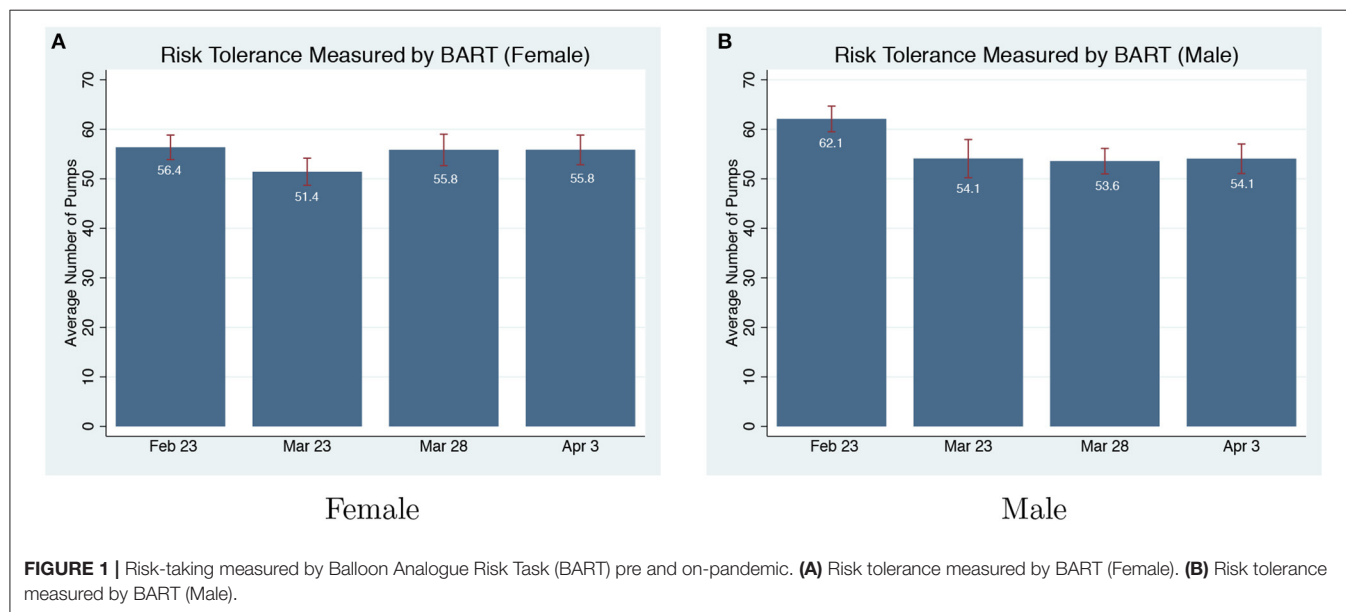 A
Risk Tolerance Measured by BART (Female)
Average Number of Pumps
70
60
50
40
30
20
10
0
56.4
51.4
55.8
55.8
Feb 23
Mar 23
Mar 28
Apr 3
Female
B
Risk Tolerance Measured by BART (Male)
Average Number of Pumps
70
60
50
40
30
20
10
0
62.1
54.1
53.6
54.1
Feb 23
Mar 23
Mar 28
Apr 3
Male
FIGURE 1 | Risk-taking measured by Balloon Analogue Risk Task (BART) pre and on-pandemic. (A) Risk tolerance measured by BART (Female). (B) Risk tolerance
measured by BART (Male).